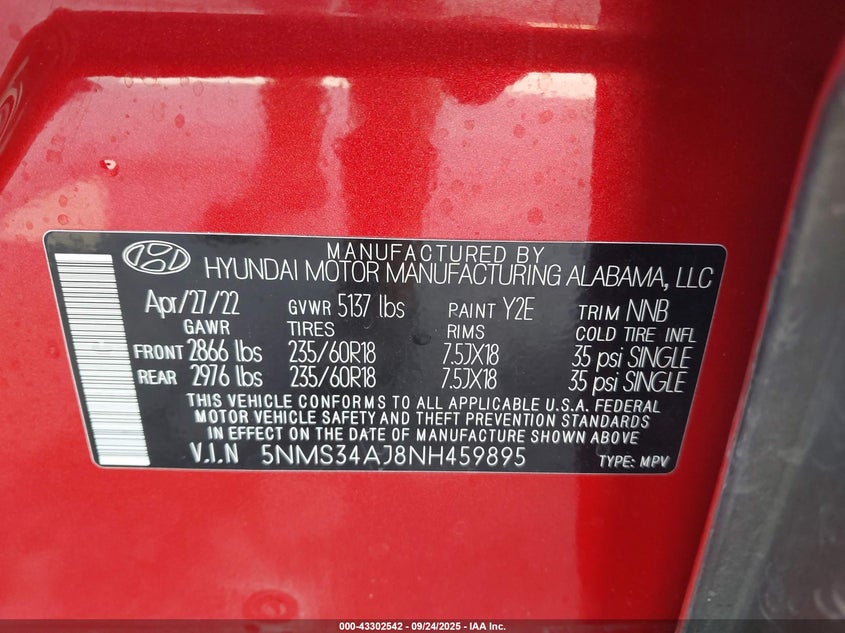 MANUFACTURED BY
HYUNDAI MOTOR MANUFACTURING ALABAMA, LLC
Apr/27/22 GVWR 5137 lbs PAINT Y2E TRIM NNB
GAWR TIRES RIMS COLD TIRE INFL
FRONT 2866 lbs 235/60R18 7.5JX18 35 psi SINGLE
REAR 2976 lbs 235/60R18 7.5JX18 35 psi SINGLE
THIS VEHICLE CONFORMS TO ALL APPLICABLE U.S.A. FEDERAL
MOTOR VEHICLE SAFETY AND THEFT PREVENTION STANDARDS
IN EFFECT ON THE DATE OF MANUFACTURE SHOWN ABOVE
V.I.N 5NMS34AJ8NH459895 TYPE: MPV
000-43302542 - 09/24/2025 - IAA Inc.